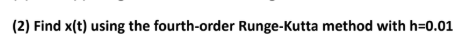 (2) Find x(t) using the fourth-order Runge-Kutta method with h=0.01